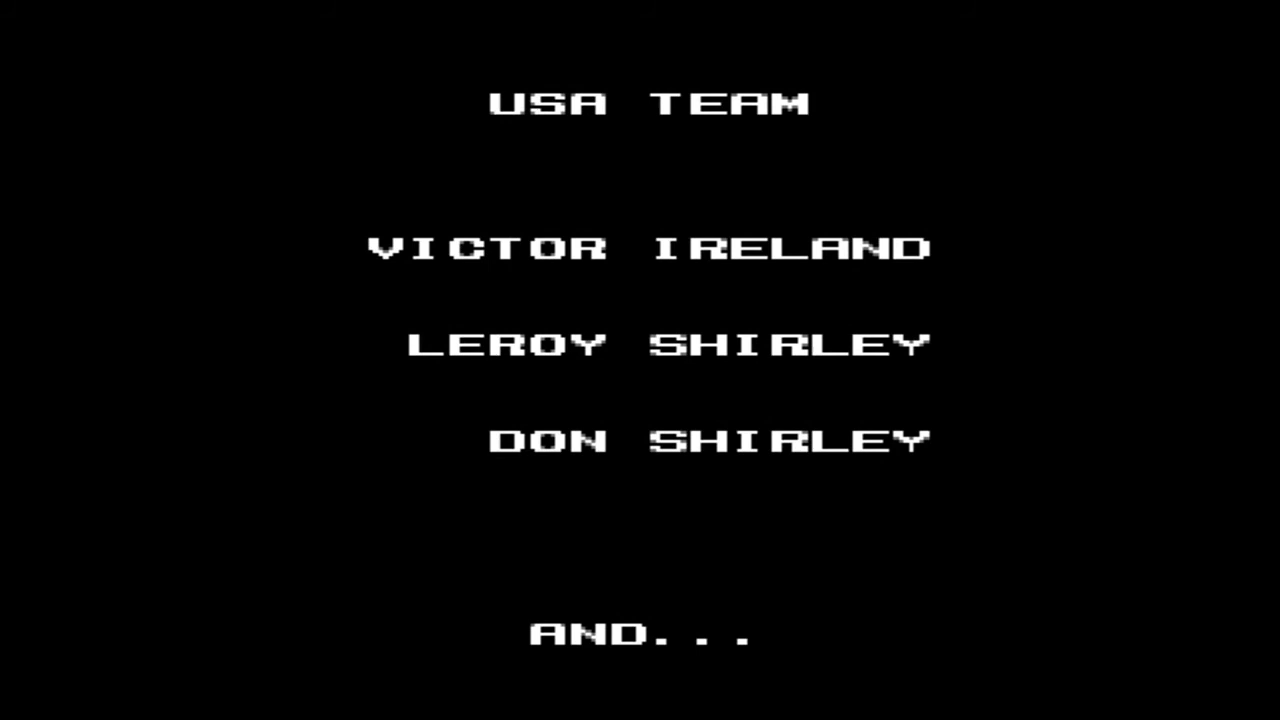 USA TEAM
VICTOR IRELAND
LEROY SHIRLEY
DON SHIRLEY
AND...